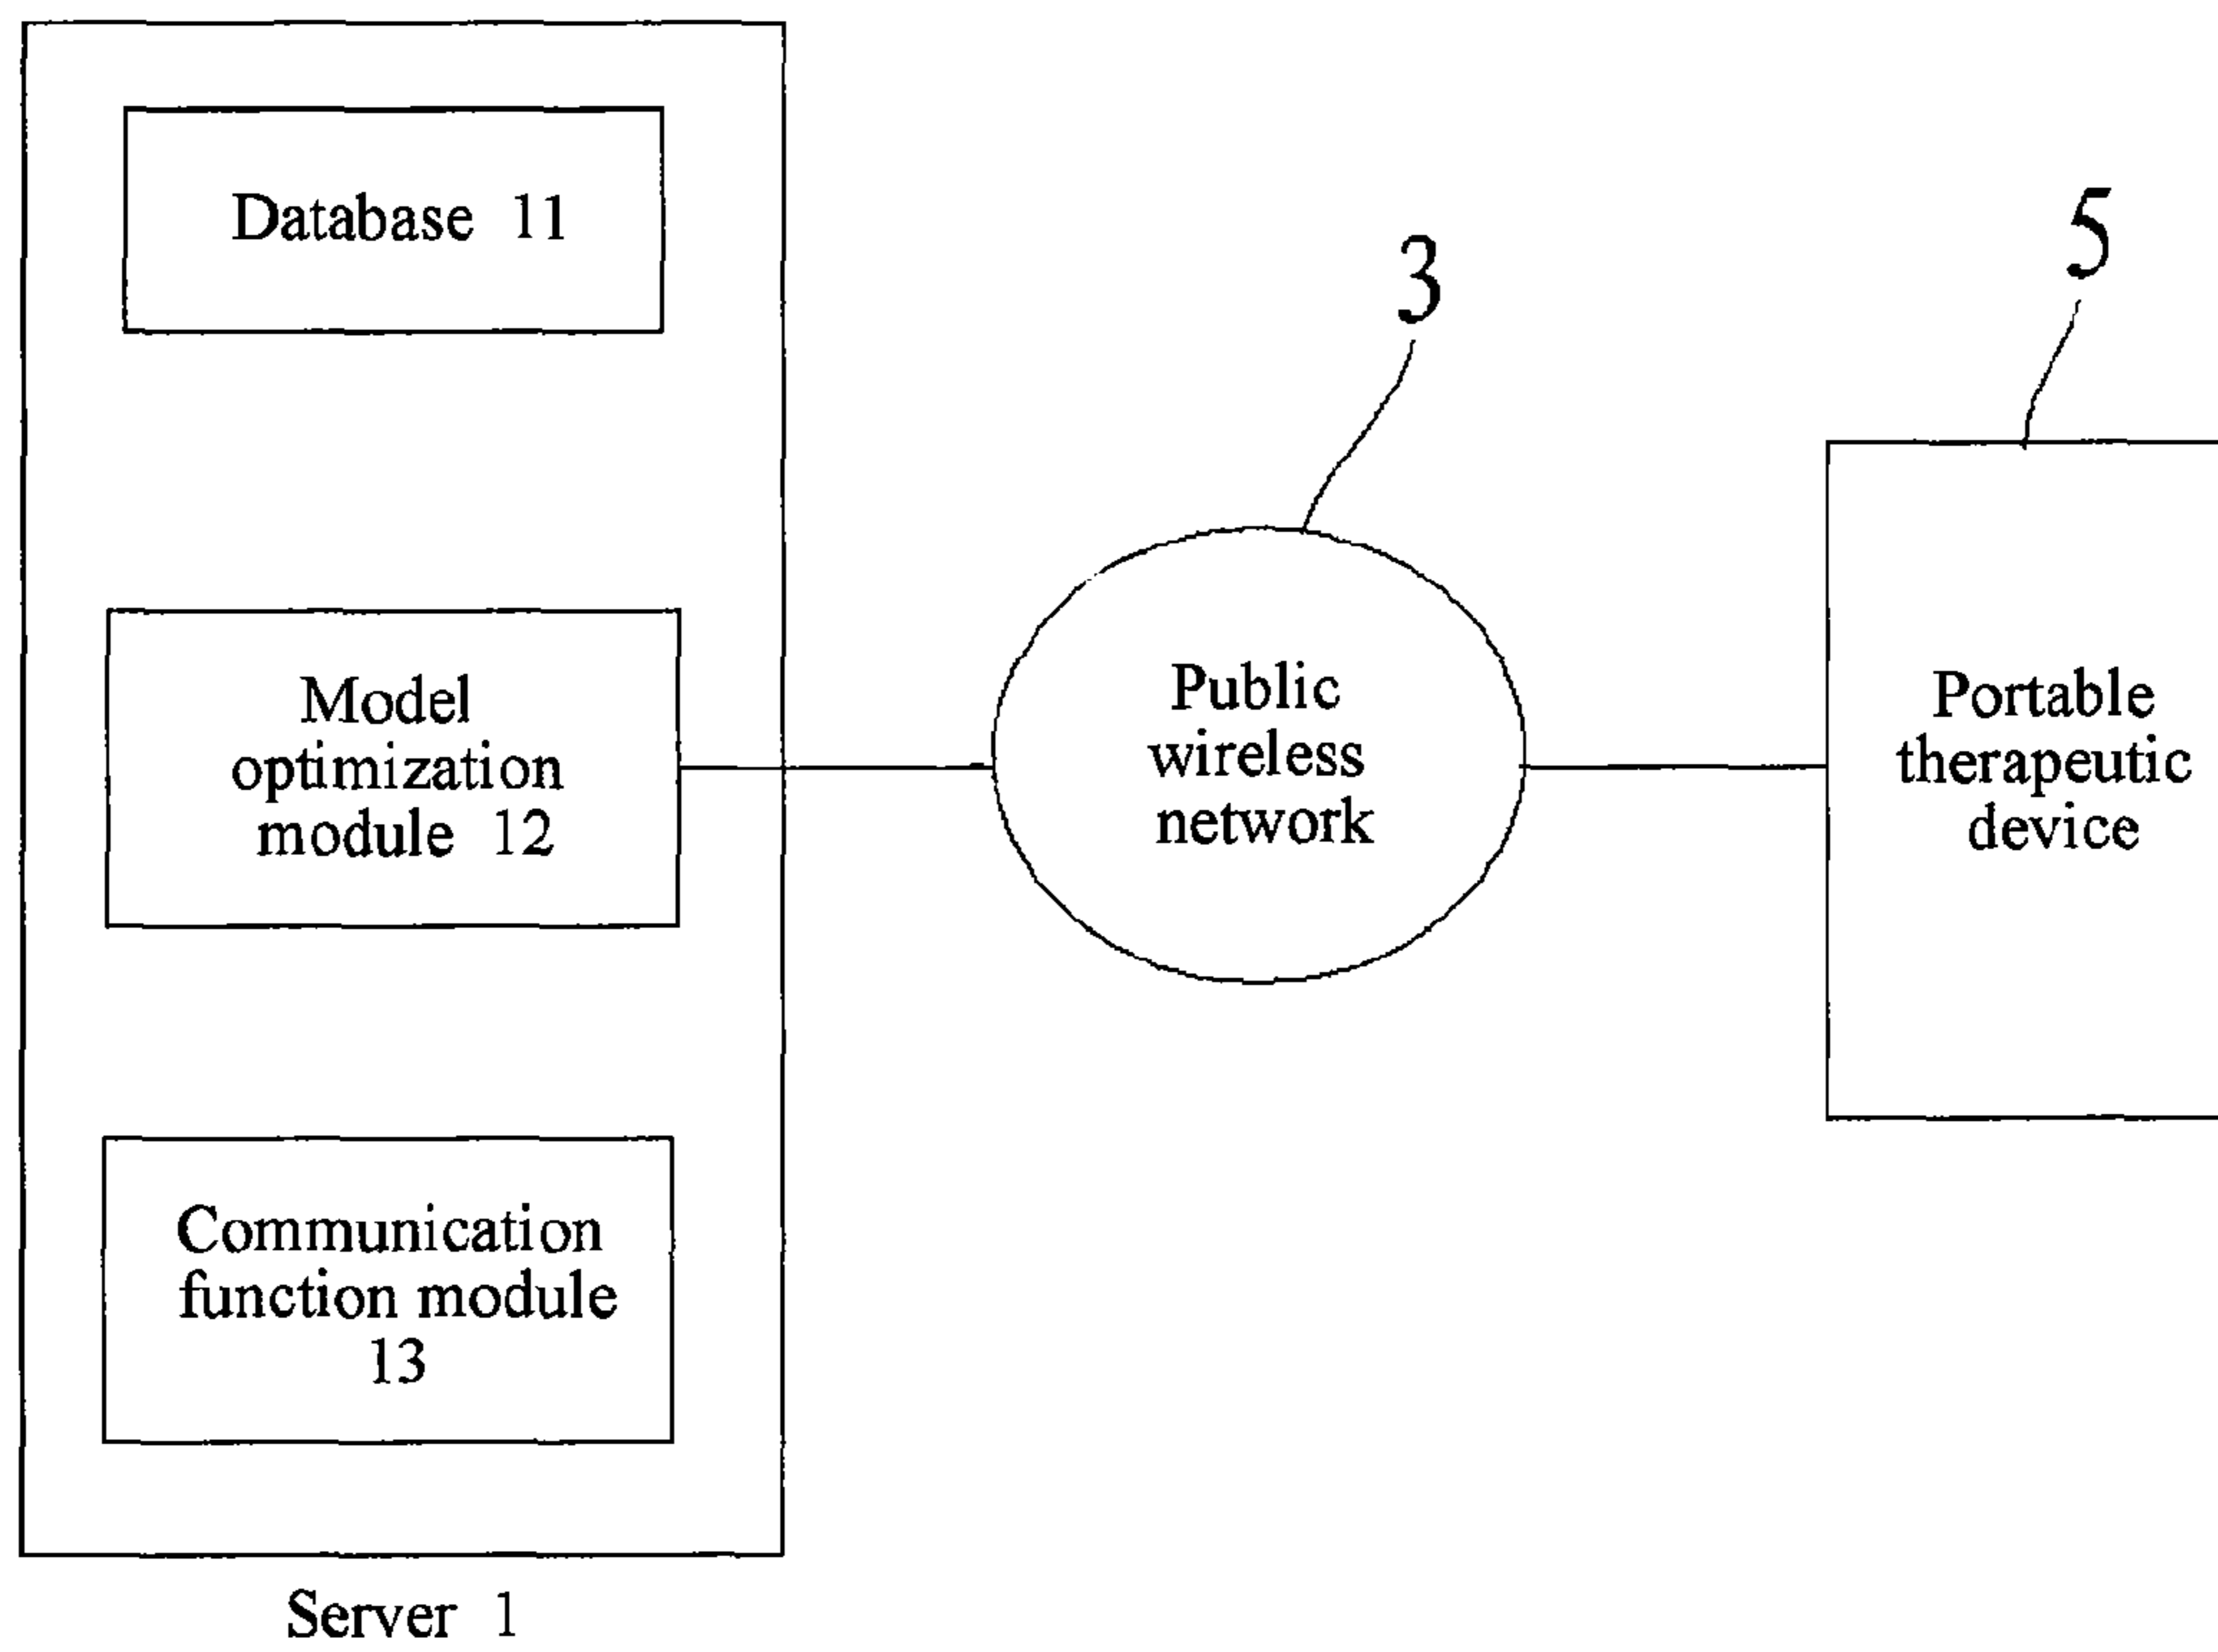 Database 11
Model
optimization
module 12
Communication
function module
13
Server 1
3
Public
wireless
network
5
Portable
therapeutic
device